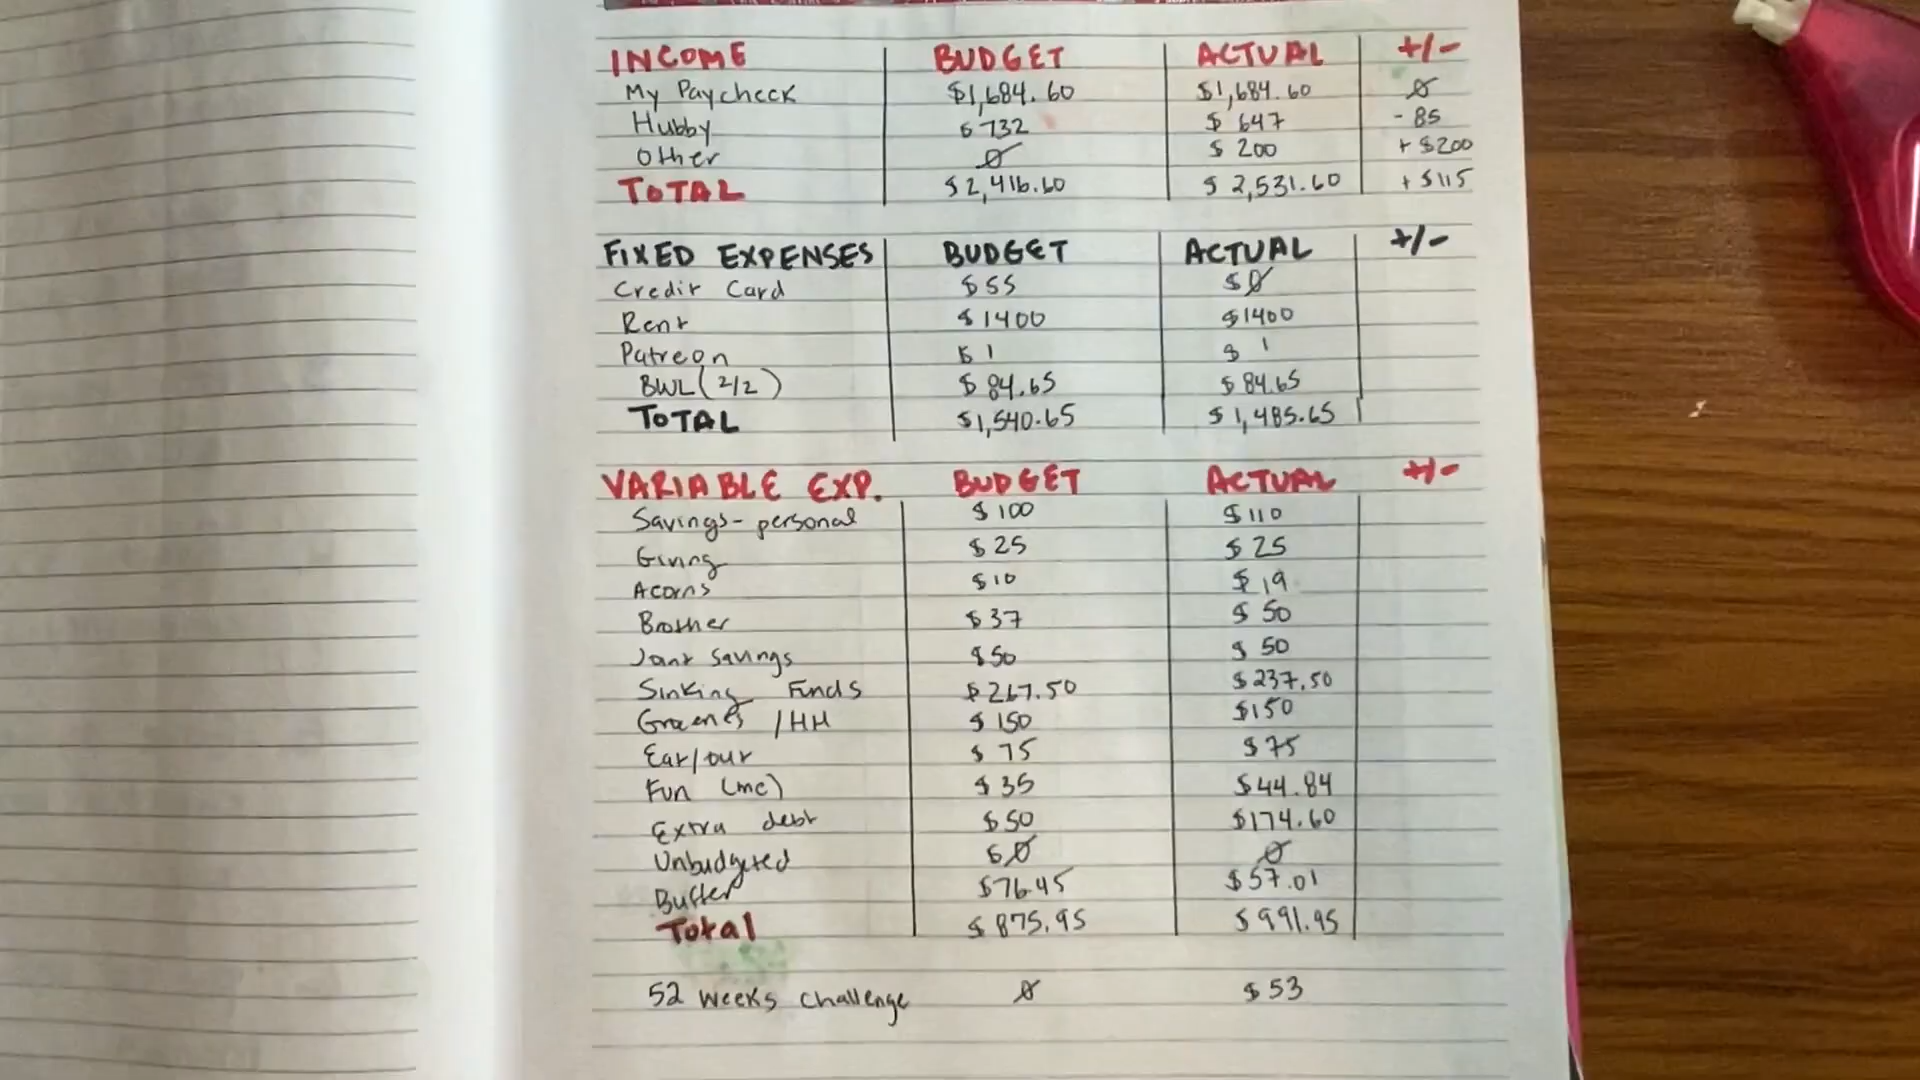 INCOME BUDGET ACTUAL +/-
My Paycheck $1,684.60 $1,684.60 Ø
Hubby $732 $647 -85
Other Ø $200 +$200
TOTAL $2,416.60 $2,531.60 +$115
FIXED EXPENSES BUDGET ACTUAL +/-
Credit Card $55 $Ø
Rent $1400 $1400
Patreon $1 $1
BWL (2/2) $84.65 $84.65
TOTAL $1,540.65 $1,485.65
VARIABLE EXP. BUDGET ACTUAL +/-
Savings-personal $100 $110
Giving $25 $25
Acorns $10 $19
Brother $37 $50
Joint Savings $50 $50
Sinking Funds $267.50 $237.50
Groceries /HH $150 $150
Eat/out $75 $75
Fun (me) $35 $44.84
Extra debt $50 $174.60
Unbudgeted $Ø Ø
Buffer $76.45 $57.01
Total $875.95 $991.95
52 Weeks Challenge Ø $53